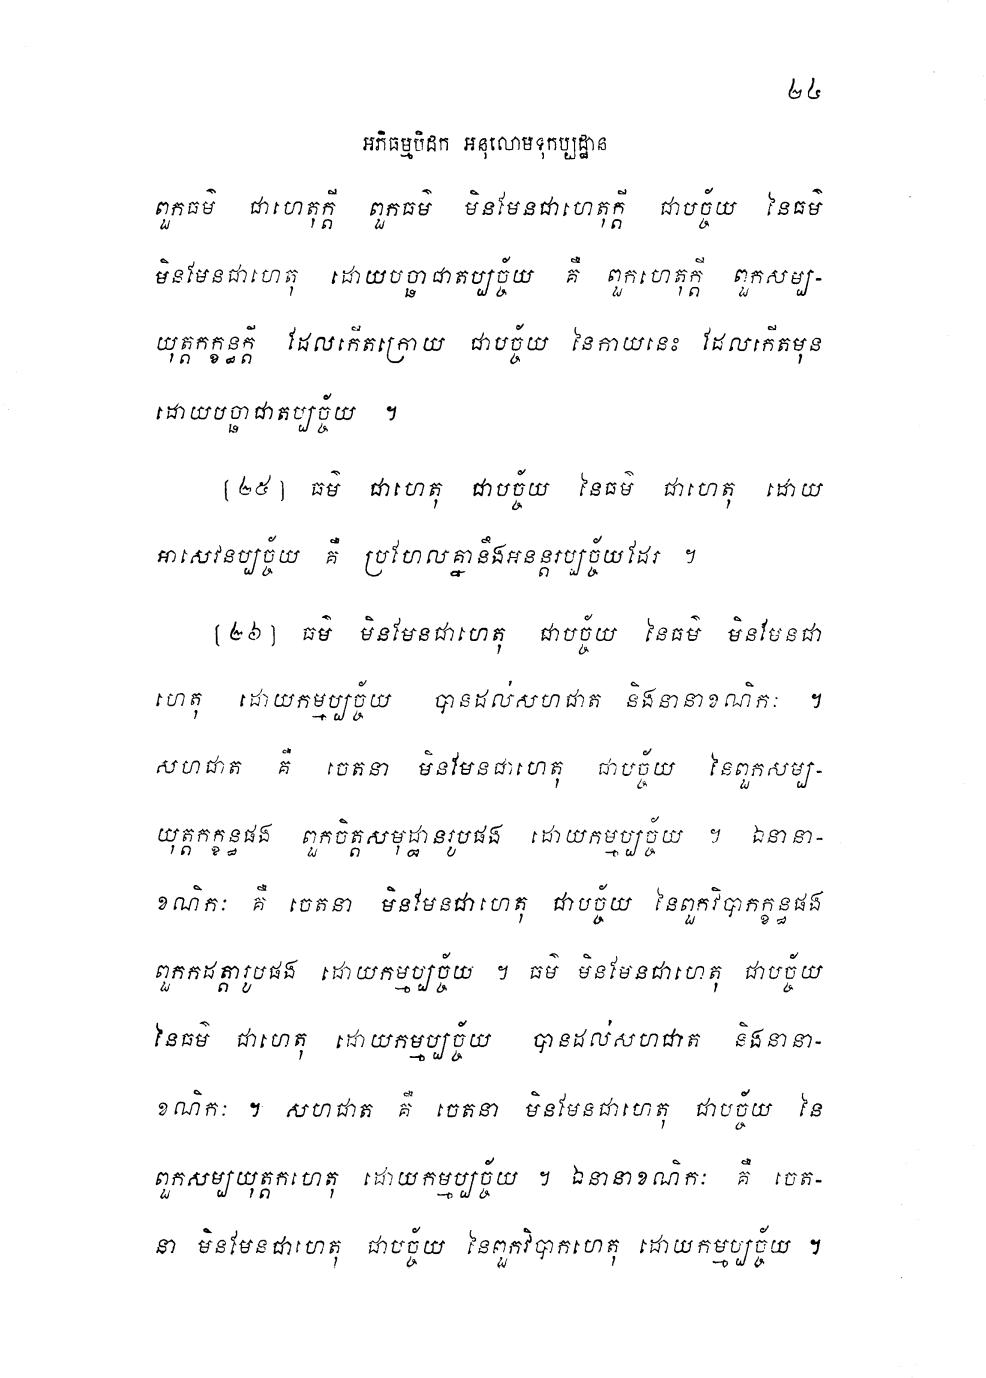 ២៤
អភិធម្មបិដក អនុលោមទុកប្បដ្ឋាន
ពួកធម៌ ជាហេតុក្តី ពួកធម៌ មិនមែនជាហេតុក្តី ជាបច្ច័យ នៃធម៌
មិនមែនជាហេតុ ដោយបច្ឆាជាតប្បច្ច័យ គឺ ពួកហេតុក្តី ពួកសម្ប-
យុត្តកក្ខន្ធក្តី ដែលកើតក្រោយ ជាបច្ច័យ នៃកាយនេះ ដែលកើតមុន
ដោយបច្ឆាជាតប្បច្ច័យ ។
[២៥] ធម៌ ជាហេតុ ជាបច្ច័យ នៃធម៌ ជាហេតុ ដោយ
អាសេវនប្បច្ច័យ គឺ ប្រហែលគ្នានឹងអនន្តរប្បច្ច័យដែរ ។
[២៦] ធម៌ មិនមែនជាហេតុ ជាបច្ច័យ នៃធម៌ មិនមែនជា
ហេតុ ដោយកម្មប្បច្ច័យ បានដល់សហជាត និងនានាខណិកៈ ។
សហជាត គឺ ចេតនា មិនមែនជាហេតុ ជាបច្ច័យ នៃពួកសម្ប-
យុត្តកក្ខន្ធផង ពួកចិត្តសមុដ្ឋានរូបផង ដោយកម្មប្បច្ច័យ ។ ឯនានា-
ខណិកៈ គឺ ចេតនា មិនមែនជាហេតុ ជាបច្ច័យ នៃពួកវិបាកក្ខន្ធផង
ពួកកដត្តារូបផង ដោយកម្មប្បច្ច័យ ។ ធម៌ មិនមែនជាហេតុ ជាបច្ច័យ
នៃធម៌ ជាហេតុ ដោយកម្មប្បច្ច័យ បានដល់សហជាត និងនានា-
ខណិកៈ ។ សហជាត គឺ ចេតនា មិនមែនជាហេតុ ជាបច្ច័យ នៃ
ពួកសម្បយុត្តកហេតុ ដោយកម្មប្បច្ច័យ ។ ឯនានាខណិកៈ គឺ ចេត-
នា មិនមែនជាហេតុ ជាបច្ច័យ នៃពួកវិបាកហេតុ ដោយកម្មប្បច្ច័យ ។